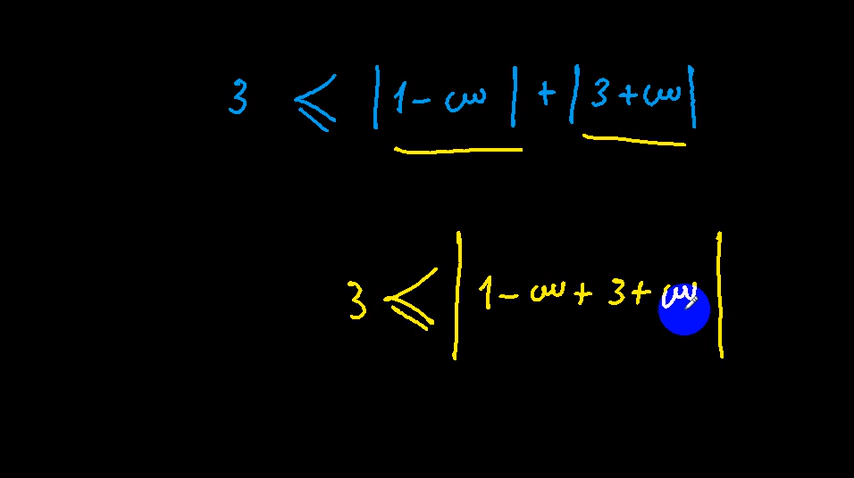 3 ≤ |1 - س| + |3 + س|
3 ≤ |1 - س + 3 + س|